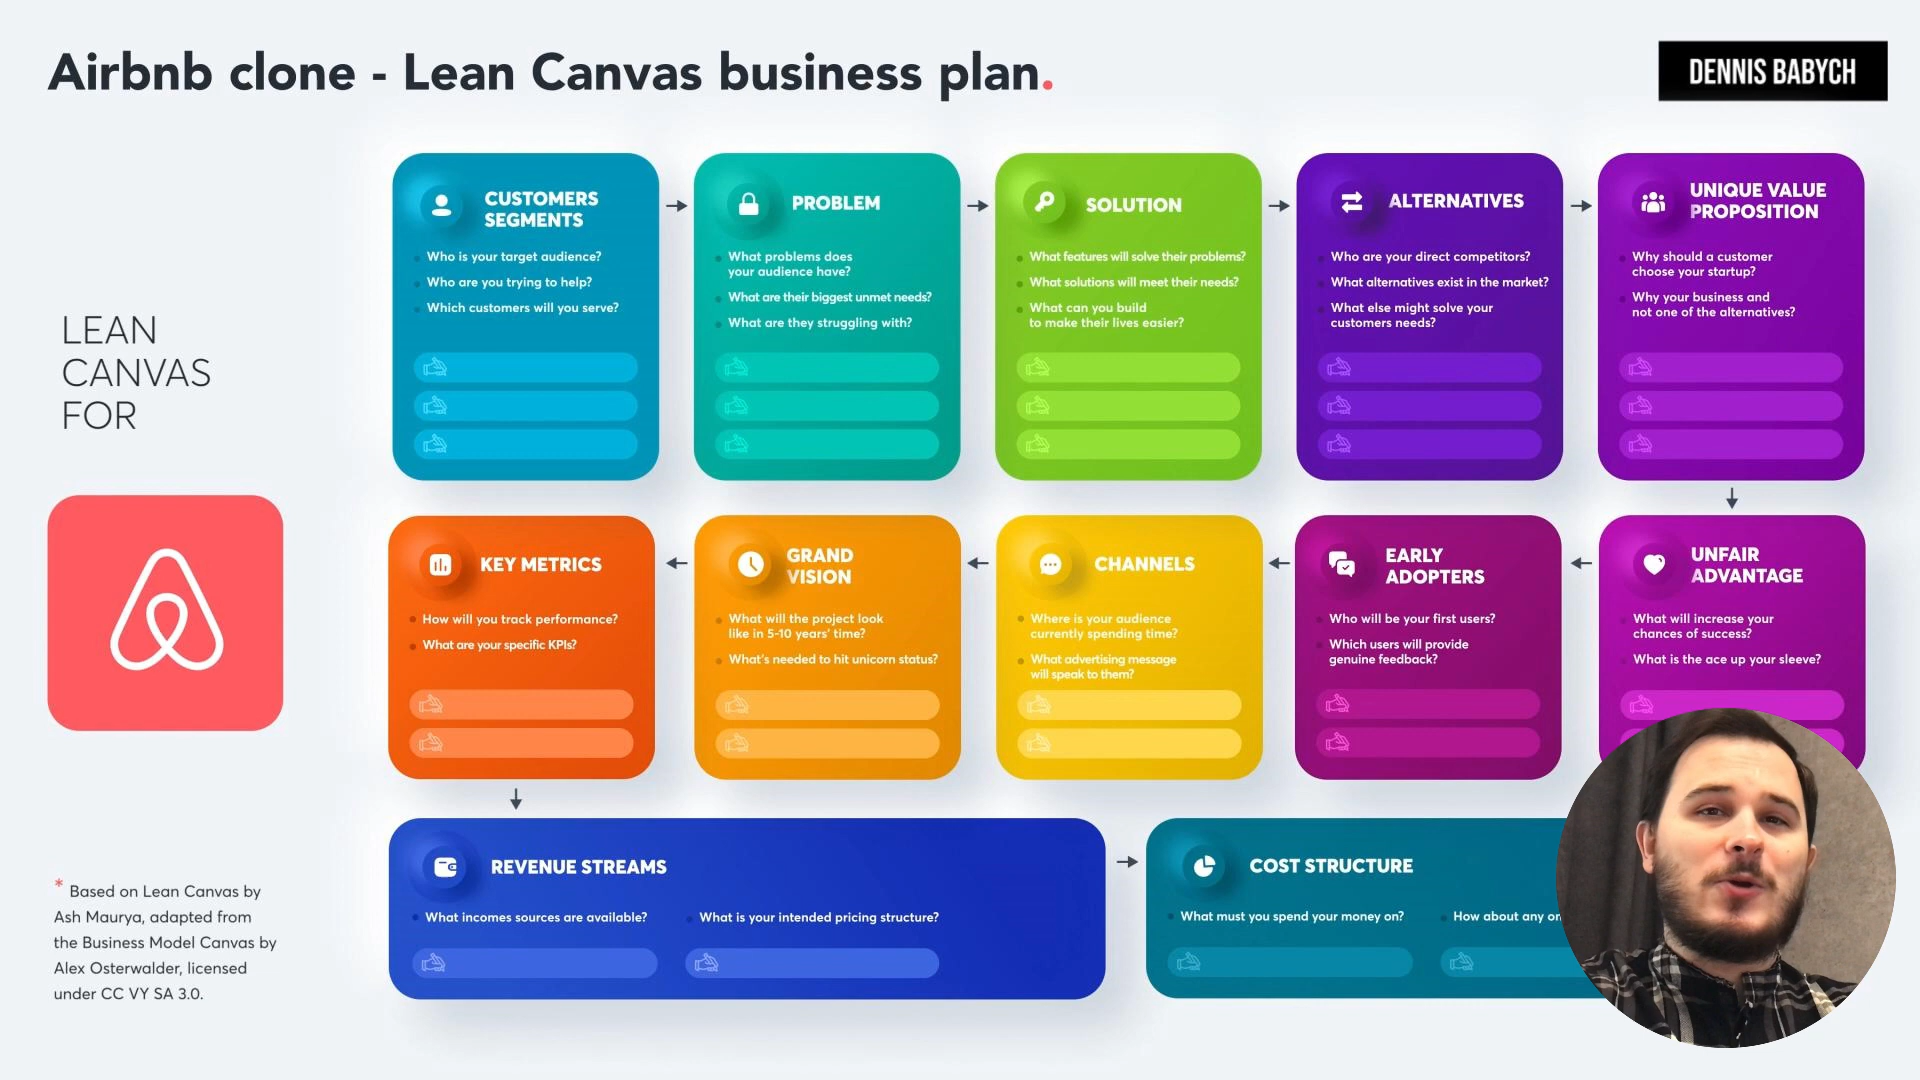 Airbnb clone - Lean Canvas business plan.
DENNIS BABYCH
LEAN
CANVAS
FOR
* Based on Lean Canvas by
Ash Maurya, adapted from
the Business Model Canvas by
Alex Osterwalder, licensed
under CC VY SA 3.0.
CUSTOMERS
SEGMENTS
Who is your target audience?
Who are you trying to help?
Which customers will you serve?
PROBLEM
What problems does
your audience have?
What are their biggest unmet needs?
What are they struggling with?
SOLUTION
What features will solve their problems?
What solutions will meet their needs?
What can you build
to make their lives easier?
ALTERNATIVES
Who are your direct competitors?
What alternatives exist in the market?
What else might solve your
customers needs?
UNIQUE VALUE
PROPOSITION
Why should a customer
choose your startup?
Why your business and
not one of the alternatives?
UNFAIR
ADVANTAGE
What will increase your
chances of success?
What is the ace up your sleeve?
EARLY
ADOPTERS
Who will be your first users?
Which users will provide
genuine feedback?
CHANNELS
Where is your audience
currently spending time?
What advertising message
will speak to them?
GRAND
VISION
What will the project look
like in 5-10 years' time?
What's needed to hit unicorn status?
KEY METRICS
How will you track performance?
What are your specific KPIs?
REVENUE STREAMS
What incomes sources are available?
What is your intended pricing structure?
COST STRUCTURE
What must you spend your money on?
How about any